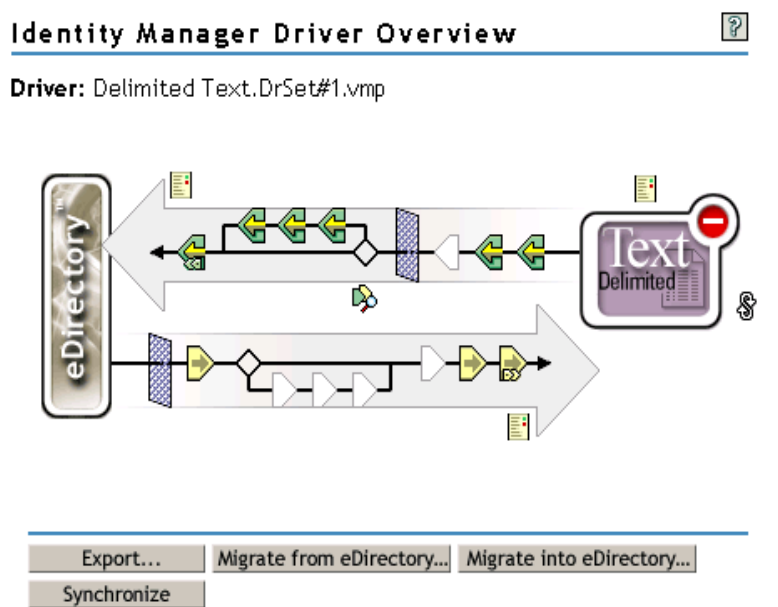 Identity Manager Driver Overview
?
Driver: Delimited Text.DrSet#1.vmp
eDirectory™
Text
Delimited
Export...
Migrate from eDirectory...
Migrate into eDirectory...
Synchronize